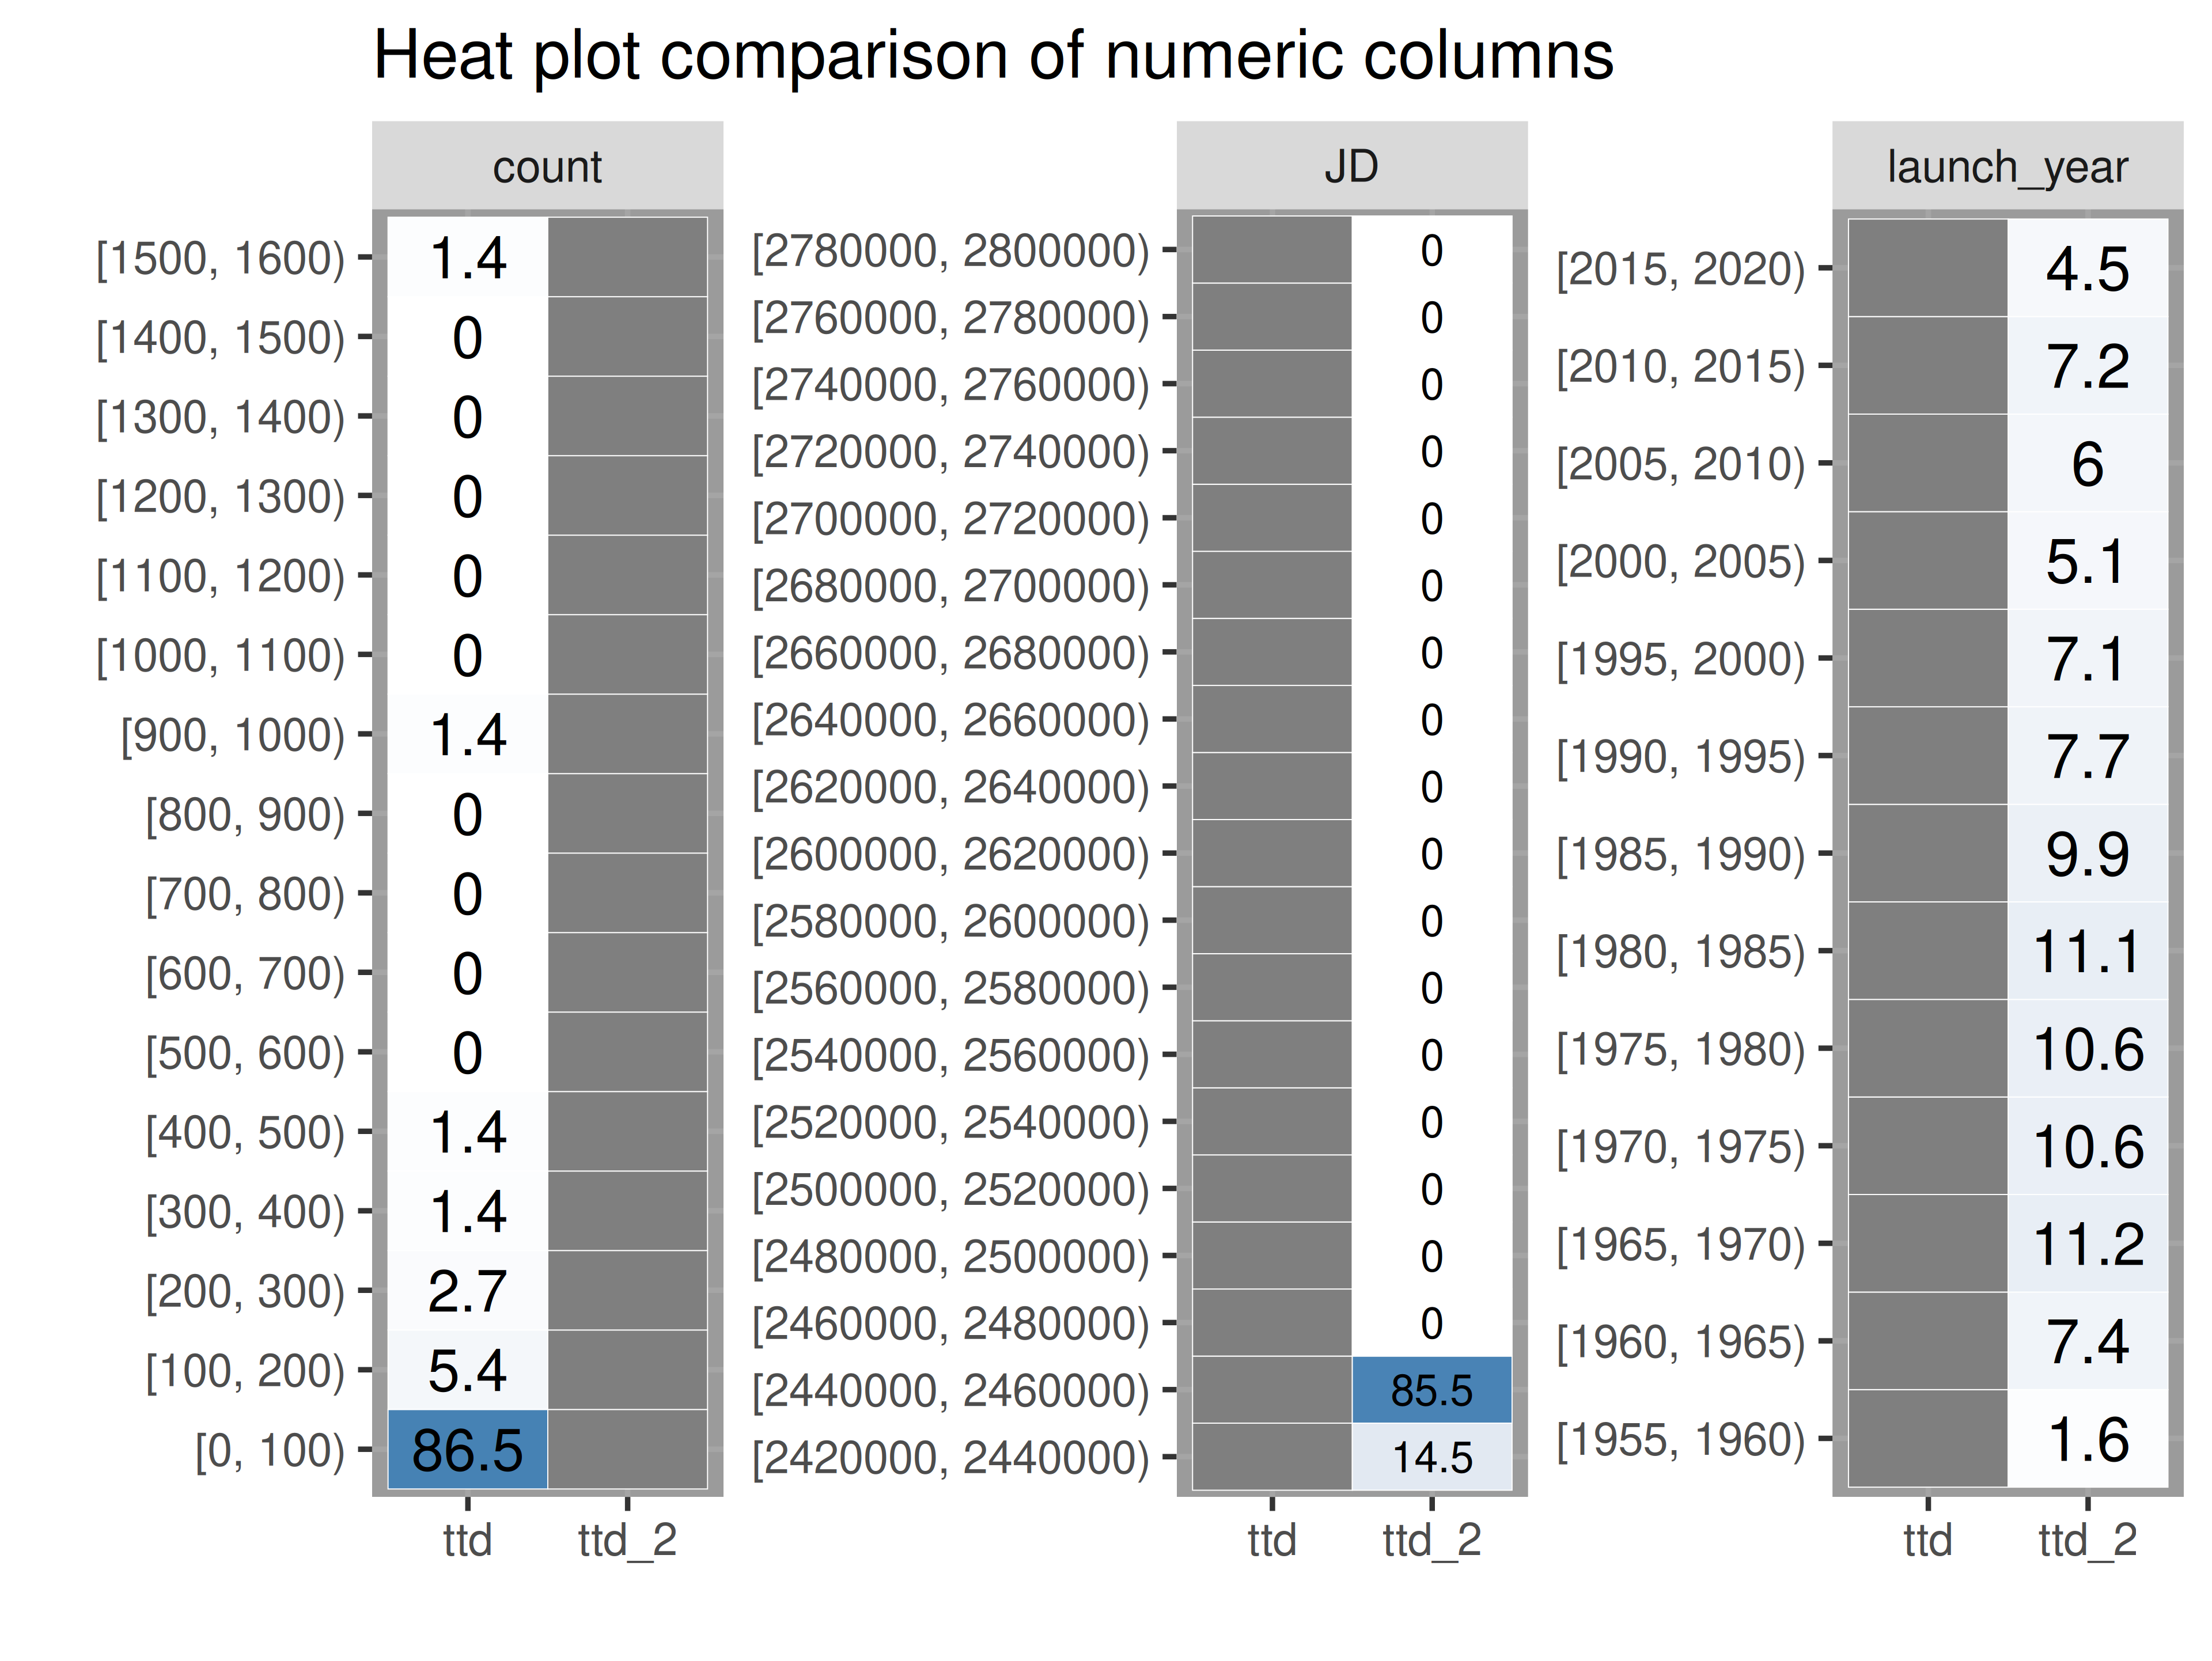 Heat plot comparison of numeric columns
count
[1500, 1600) 1.4
[1400, 1500) 0
[1300, 1400) 0
[1200, 1300) 0
[1100, 1200) 0
[1000, 1100) 0
[900, 1000) 1.4
[800, 900) 0
[700, 800) 0
[600, 700) 0
[500, 600) 0
[400, 500) 1.4
[300, 400) 1.4
[200, 300) 2.7
[100, 200) 5.4
[0, 100) 86.5
ttd ttd_2
JD
[2780000, 2800000) 0
[2760000, 2780000) 0
[2740000, 2760000) 0
[2720000, 2740000) 0
[2700000, 2720000) 0
[2680000, 2700000) 0
[2660000, 2680000) 0
[2640000, 2660000) 0
[2620000, 2640000) 0
[2600000, 2620000) 0
[2580000, 2600000) 0
[2560000, 2580000) 0
[2540000, 2560000) 0
[2520000, 2540000) 0
[2500000, 2520000) 0
[2480000, 2500000) 0
[2460000, 2480000) 0
[2440000, 2460000) 85.5
[2420000, 2440000) 14.5
ttd ttd_2
launch_year
[2015, 2020) 4.5
[2010, 2015) 7.2
[2005, 2010) 6
[2000, 2005) 5.1
[1995, 2000) 7.1
[1990, 1995) 7.7
[1985, 1990) 9.9
[1980, 1985) 11.1
[1975, 1980) 10.6
[1970, 1975) 10.6
[1965, 1970) 11.2
[1960, 1965) 7.4
[1955, 1960) 1.6
ttd ttd_2